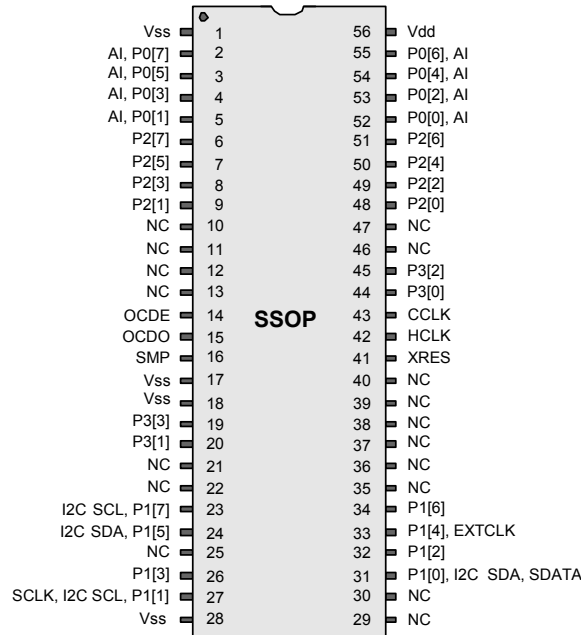 Vss 1 56 Vdd
AI, P0[7] 2 55 P0[6], AI
AI, P0[5] 3 54 P0[4], AI
AI, P0[3] 4 53 P0[2], AI
AI, P0[1] 5 52 P0[0], AI
P2[7] 6 51 P2[6]
P2[5] 7 50 P2[4]
P2[3] 8 49 P2[2]
P2[1] 9 48 P2[0]
NC 10 47 NC
NC 11 46 NC
NC 12 45 P3[2]
NC 13 44 P3[0]
OCDE 14 SSOP 43 CCLK
OCDO 15 42 HCLK
SMP 16 41 XRES
Vss 17 40 NC
Vss 18 39 NC
P3[3] 19 38 NC
P3[1] 20 37 NC
NC 21 36 NC
NC 22 35 NC
I2C SCL, P1[7] 23 34 P1[6]
I2C SDA, P1[5] 24 33 P1[4], EXTCLK
NC 25 32 P1[2]
P1[3] 26 31 P1[0], I2C SDA, SDATA
SCLK, I2C SCL, P1[1] 27 30 NC
Vss 28 29 NC